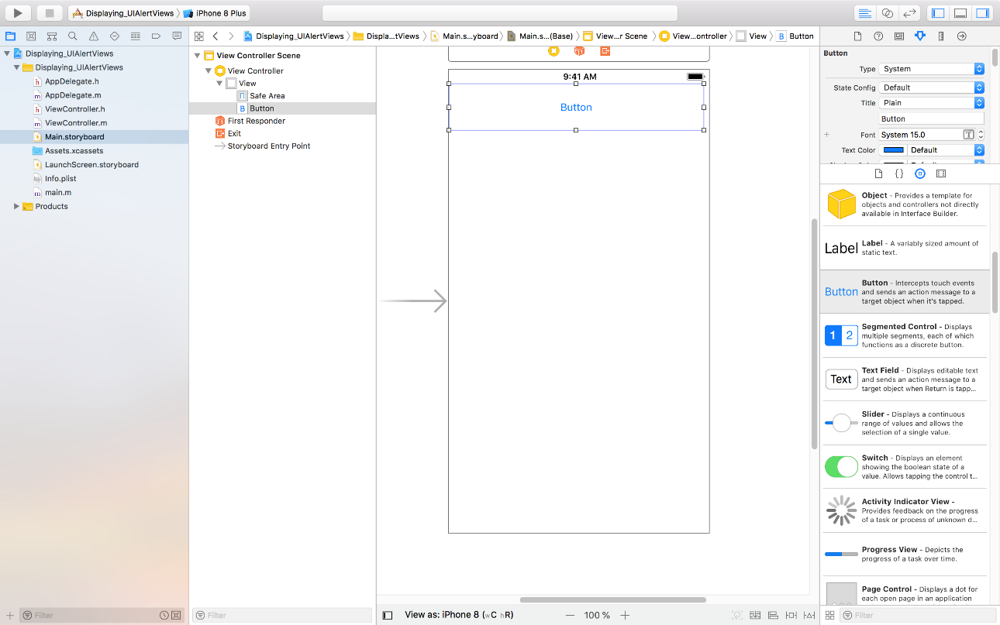 Displaying_UIAlertViews
iPhone 8 Plus
Displaying_UIAlertViews
Displa...tViews
Main.s...yboard
Main.s...(Base)
View...r Scene
View...ontroller
View
B Button
Displaying_UIAlertViews
Displaying_UIAlertViews
h AppDelegate.h
m AppDelegate.m
h ViewController.h
m ViewController.m
Main.storyboard
Assets.xcassets
LaunchScreen.storyboard
Info.plist
m main.m
Products
Filter
View Controller Scene
View Controller
View
Safe Area
B Button
First Responder
Exit
Storyboard Entry Point
Filter
9:41 AM
Button
View as: iPhone 8 (wC hR)
100 %
Button
Type System
State Config Default
Title Plain
Button
Font System 15.0 T
Text Color Default
Object - Provides a template for
objects and controllers not directly
available in Interface Builder.
Label
Label - A variably sized amount of
static text.
Button
Button - Intercepts touch events
and sends an action message to a
target object when it's tapped.
1 2
Segmented Control - Displays
multiple segments, each of which
functions as a discrete button.
Text
Text Field - Displays editable text
and sends an action message to a
target object when Return is tapp...
Slider - Displays a continuous
range of values and allows the
selection of a single value.
Switch - Displays an element
showing the boolean state of a
value. Allows tapping the control t...
Activity Indicator View -
Provides feedback on the progress
of a task or process of unknown d...
Progress View - Depicts the
progress of a task over time.
Page Control - Displays a dot for
each open page in an application
Filter